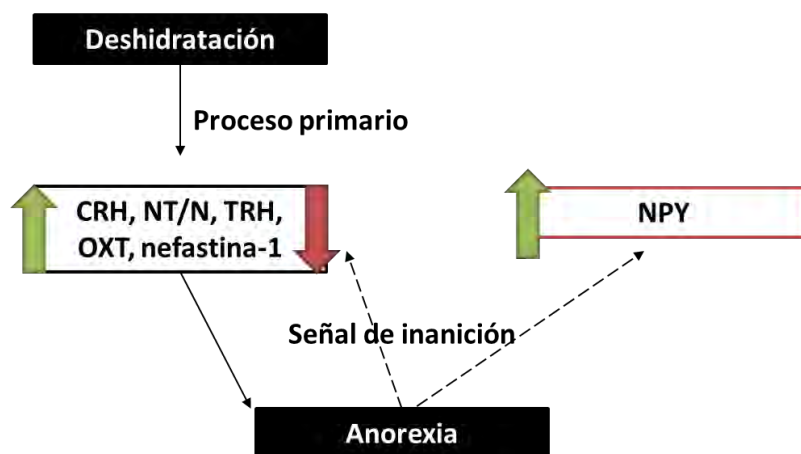 Deshidratación
Proceso primario
CRH, NT/N, TRH,
OXT, nefastina-1
NPY
Señal de inanición
Anorexia